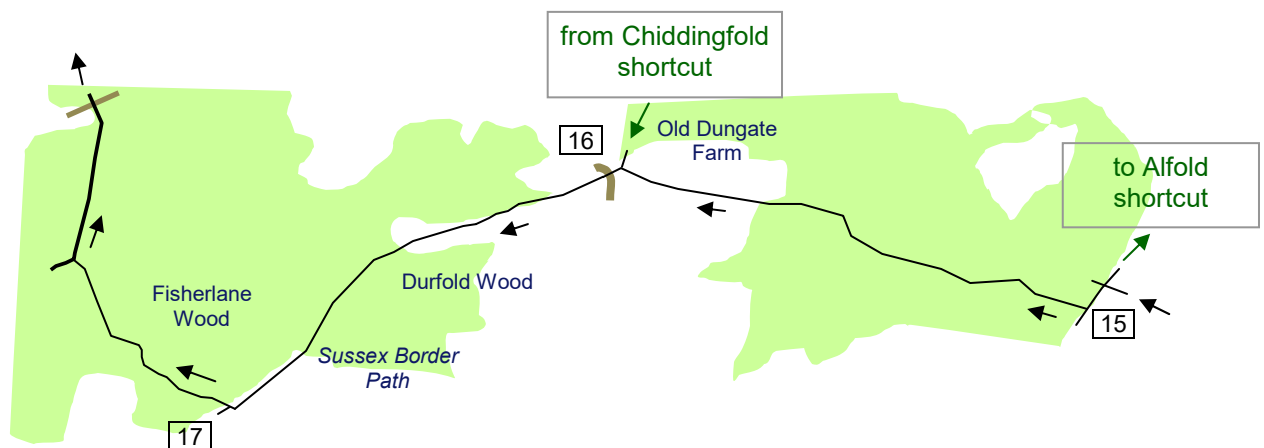 from Chiddingfold
shortcut
16
Old Dungate
Farm
to Alfold
shortcut
Durfold Wood
Fisherlane
Wood
15
Sussex Border
Path
17